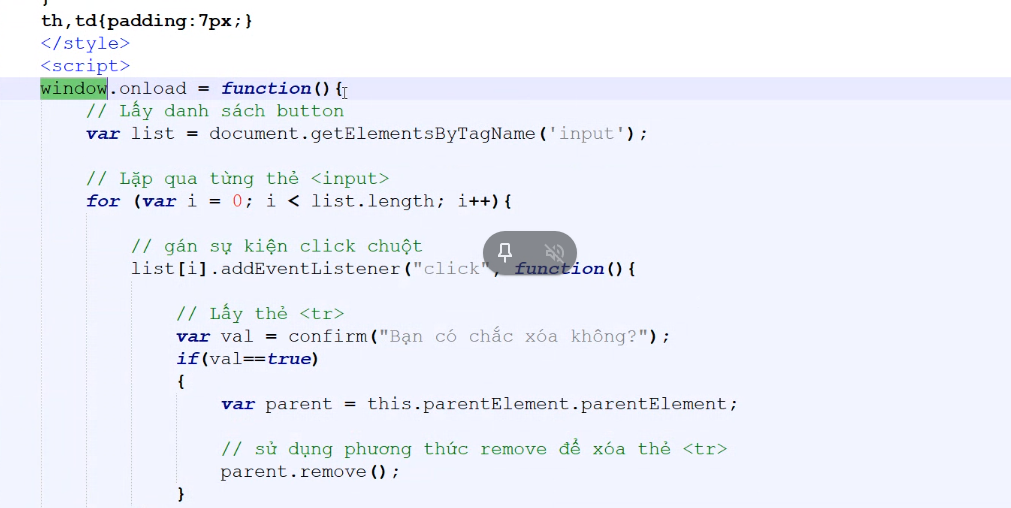 th,td{padding:7px;}
</style>
<script>
window.onload = function(){
// Lấy danh sách button
var list = document.getElementsByTagName('input');
// Lặp qua từng thẻ <input>
for (var i = 0; i < list.length; i++){
// gán sự kiện click chuột
list[i].addEventListener("click", function(){
// Lấy thẻ <tr>
var val = confirm("Bạn có chắc xóa không?");
if(val==true)
{
var parent = this.parentElement.parentElement;
// sử dụng phương thức remove để xóa thẻ <tr>
parent.remove();
}